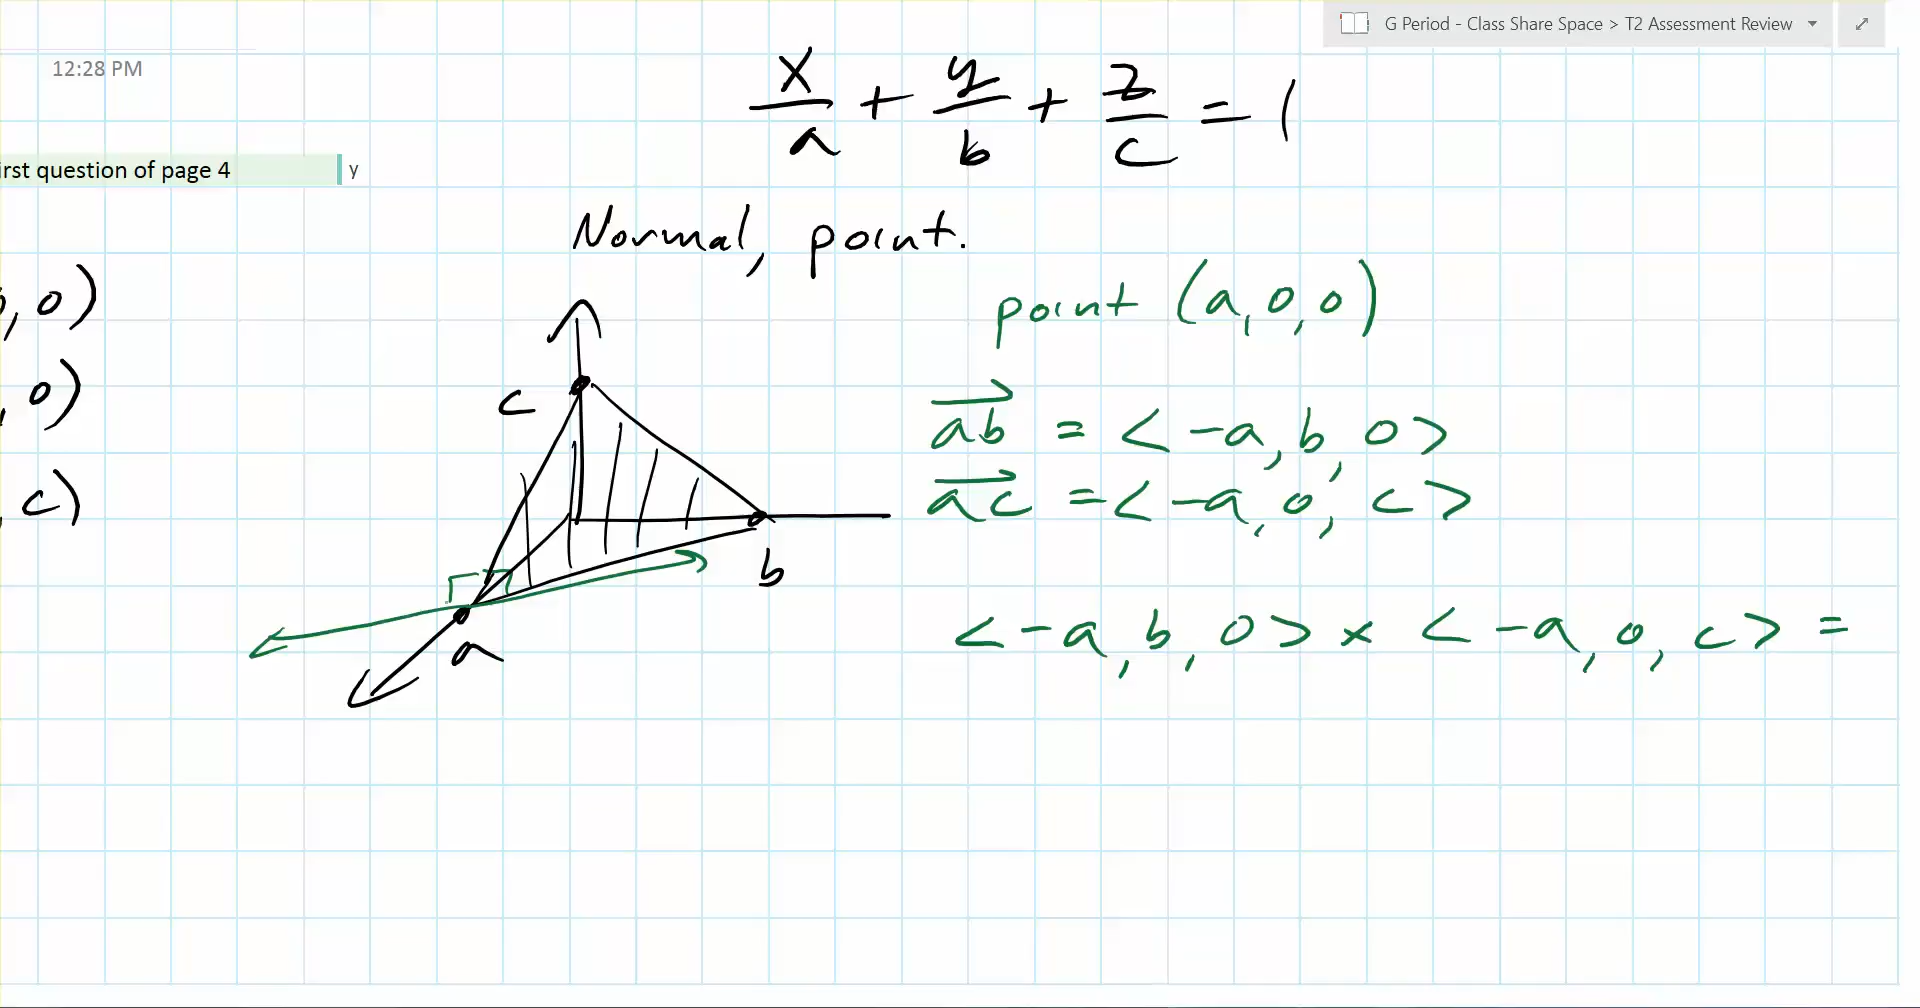 G Period - Class Share Space > T2 Assessment Review
12:28 PM
x/a + y/b + z/c = 1
irst question of page 4
y
Normal, point.
, 0)
point (a, 0, 0)
, 0)
c
ab = < -a, b, 0 >
c)
ac = < -a, 0, c >
b
a
< -a, b, 0 > × < -a, 0, c > =